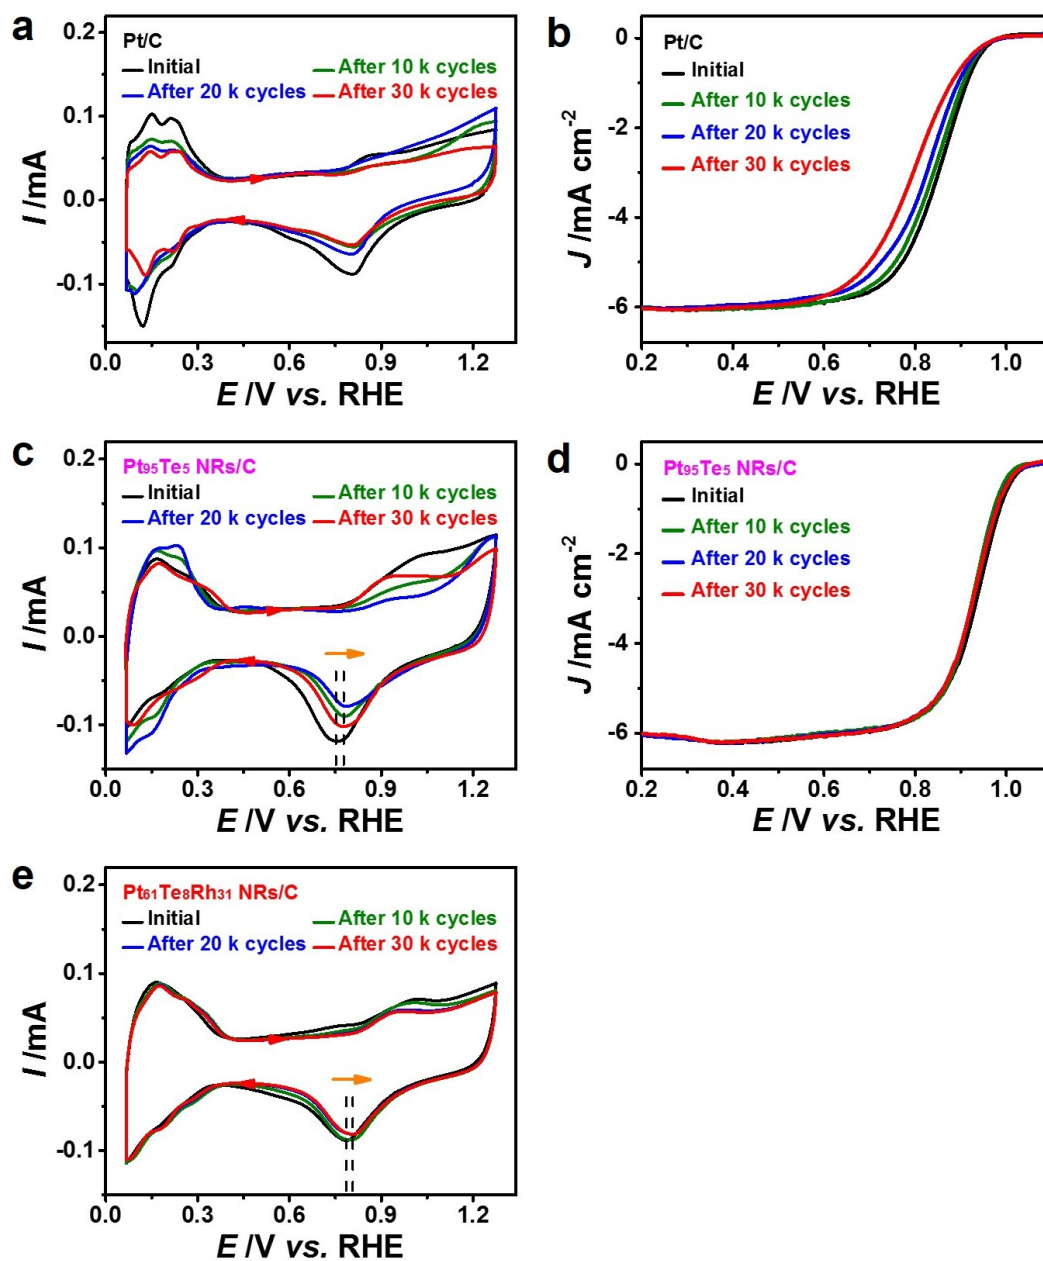 a
Pt/C
Initial
After 10 k cycles
After 20 k cycles
After 30 k cycles
0.2
0.1
0.0
-0.1
I /mA
0.0 0.3 0.6 0.9 1.2
E /V vs. RHE
b
Pt/C
Initial
After 10 k cycles
After 20 k cycles
After 30 k cycles
0
-2
-4
-6
J /mA cm⁻²
0.2 0.4 0.6 0.8 1.0
E /V vs. RHE
c
Pt₉₅Te₅ NRs/C
Initial
After 10 k cycles
After 20 k cycles
After 30 k cycles
0.2
0.1
0.0
-0.1
I /mA
0.0 0.3 0.6 0.9 1.2
E /V vs. RHE
d
Pt₉₅Te₅ NRs/C
Initial
After 10 k cycles
After 20 k cycles
After 30 k cycles
0
-2
-4
-6
J /mA cm⁻²
0.2 0.4 0.6 0.8 1.0
E /V vs. RHE
e
Pt₆₁Te₈Rh₃₁ NRs/C
Initial
After 10 k cycles
After 20 k cycles
After 30 k cycles
0.2
0.1
0.0
-0.1
I /mA
0.0 0.3 0.6 0.9 1.2
E /V vs. RHE